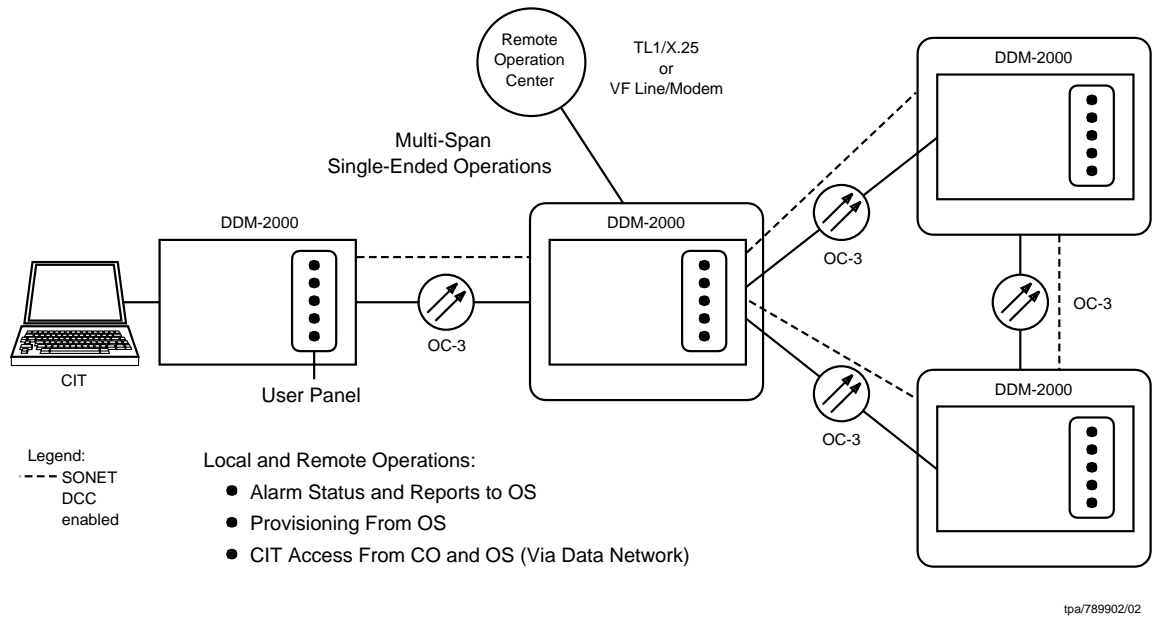 Remote
Operation
Center
TL1/X.25
or
VF Line/Modem
Multi-Span
Single-Ended Operations
DDM-2000
DDM-2000
DDM-2000
OC-3
OC-3
OC-3
CIT
User Panel
DDM-2000
OC-3
Legend:
SONET
DCC
enabled
Local and Remote Operations:
Alarm Status and Reports to OS
Provisioning From OS
CIT Access From CO and OS (Via Data Network)
tpa/789902/02